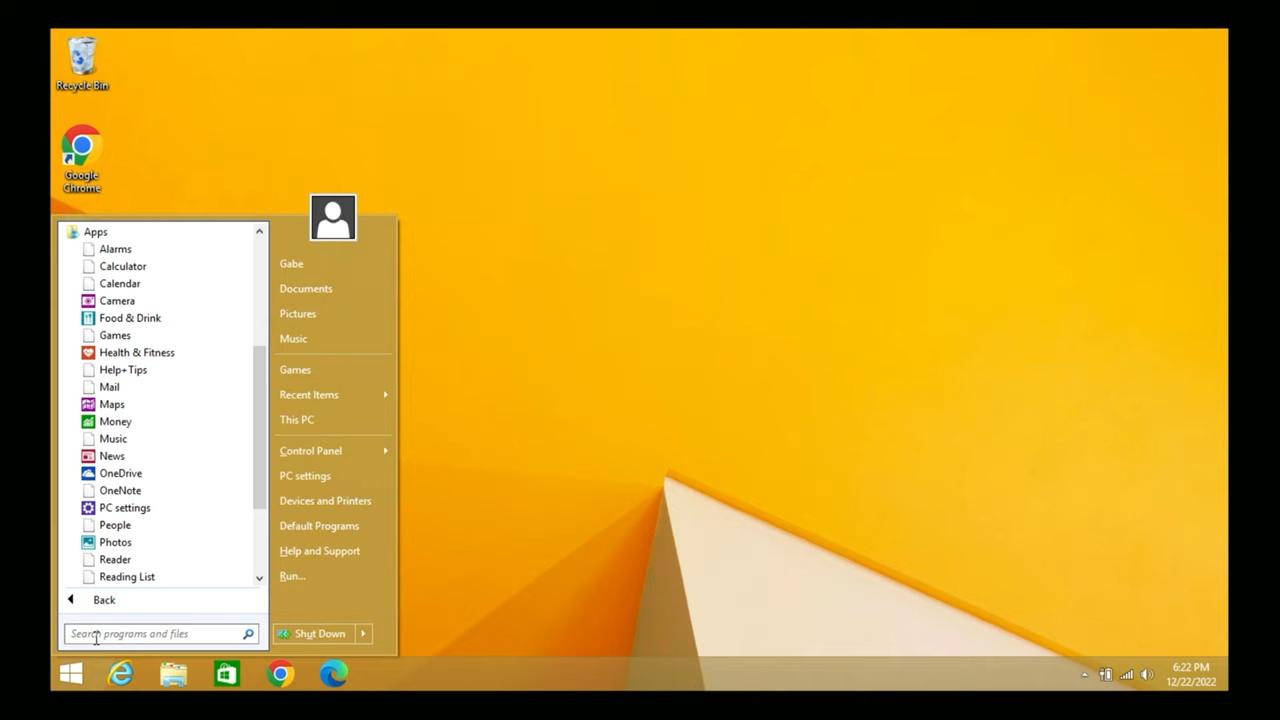 Recycle Bin
Google
Chrome
Apps
Alarms
Calculator
Calendar
Camera
Food & Drink
Games
Health & Fitness
Help+Tips
Mail
Maps
Money
Music
News
OneDrive
OneNote
PC settings
People
Photos
Reader
Reading List
Back
Search programs and files
Gabe
Documents
Pictures
Music
Games
Recent Items
This PC
Control Panel
PC settings
Devices and Printers
Default Programs
Help and Support
Run...
Shut Down
6:22 PM
12/22/2022